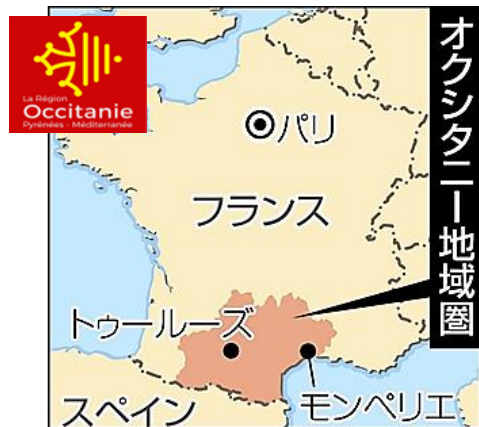 La Région
Occitanie
Pyrénées - Méditerranée
オクシタニー地域圏
パリ
フランス
トゥールーズ
モンペリエ
スペイン